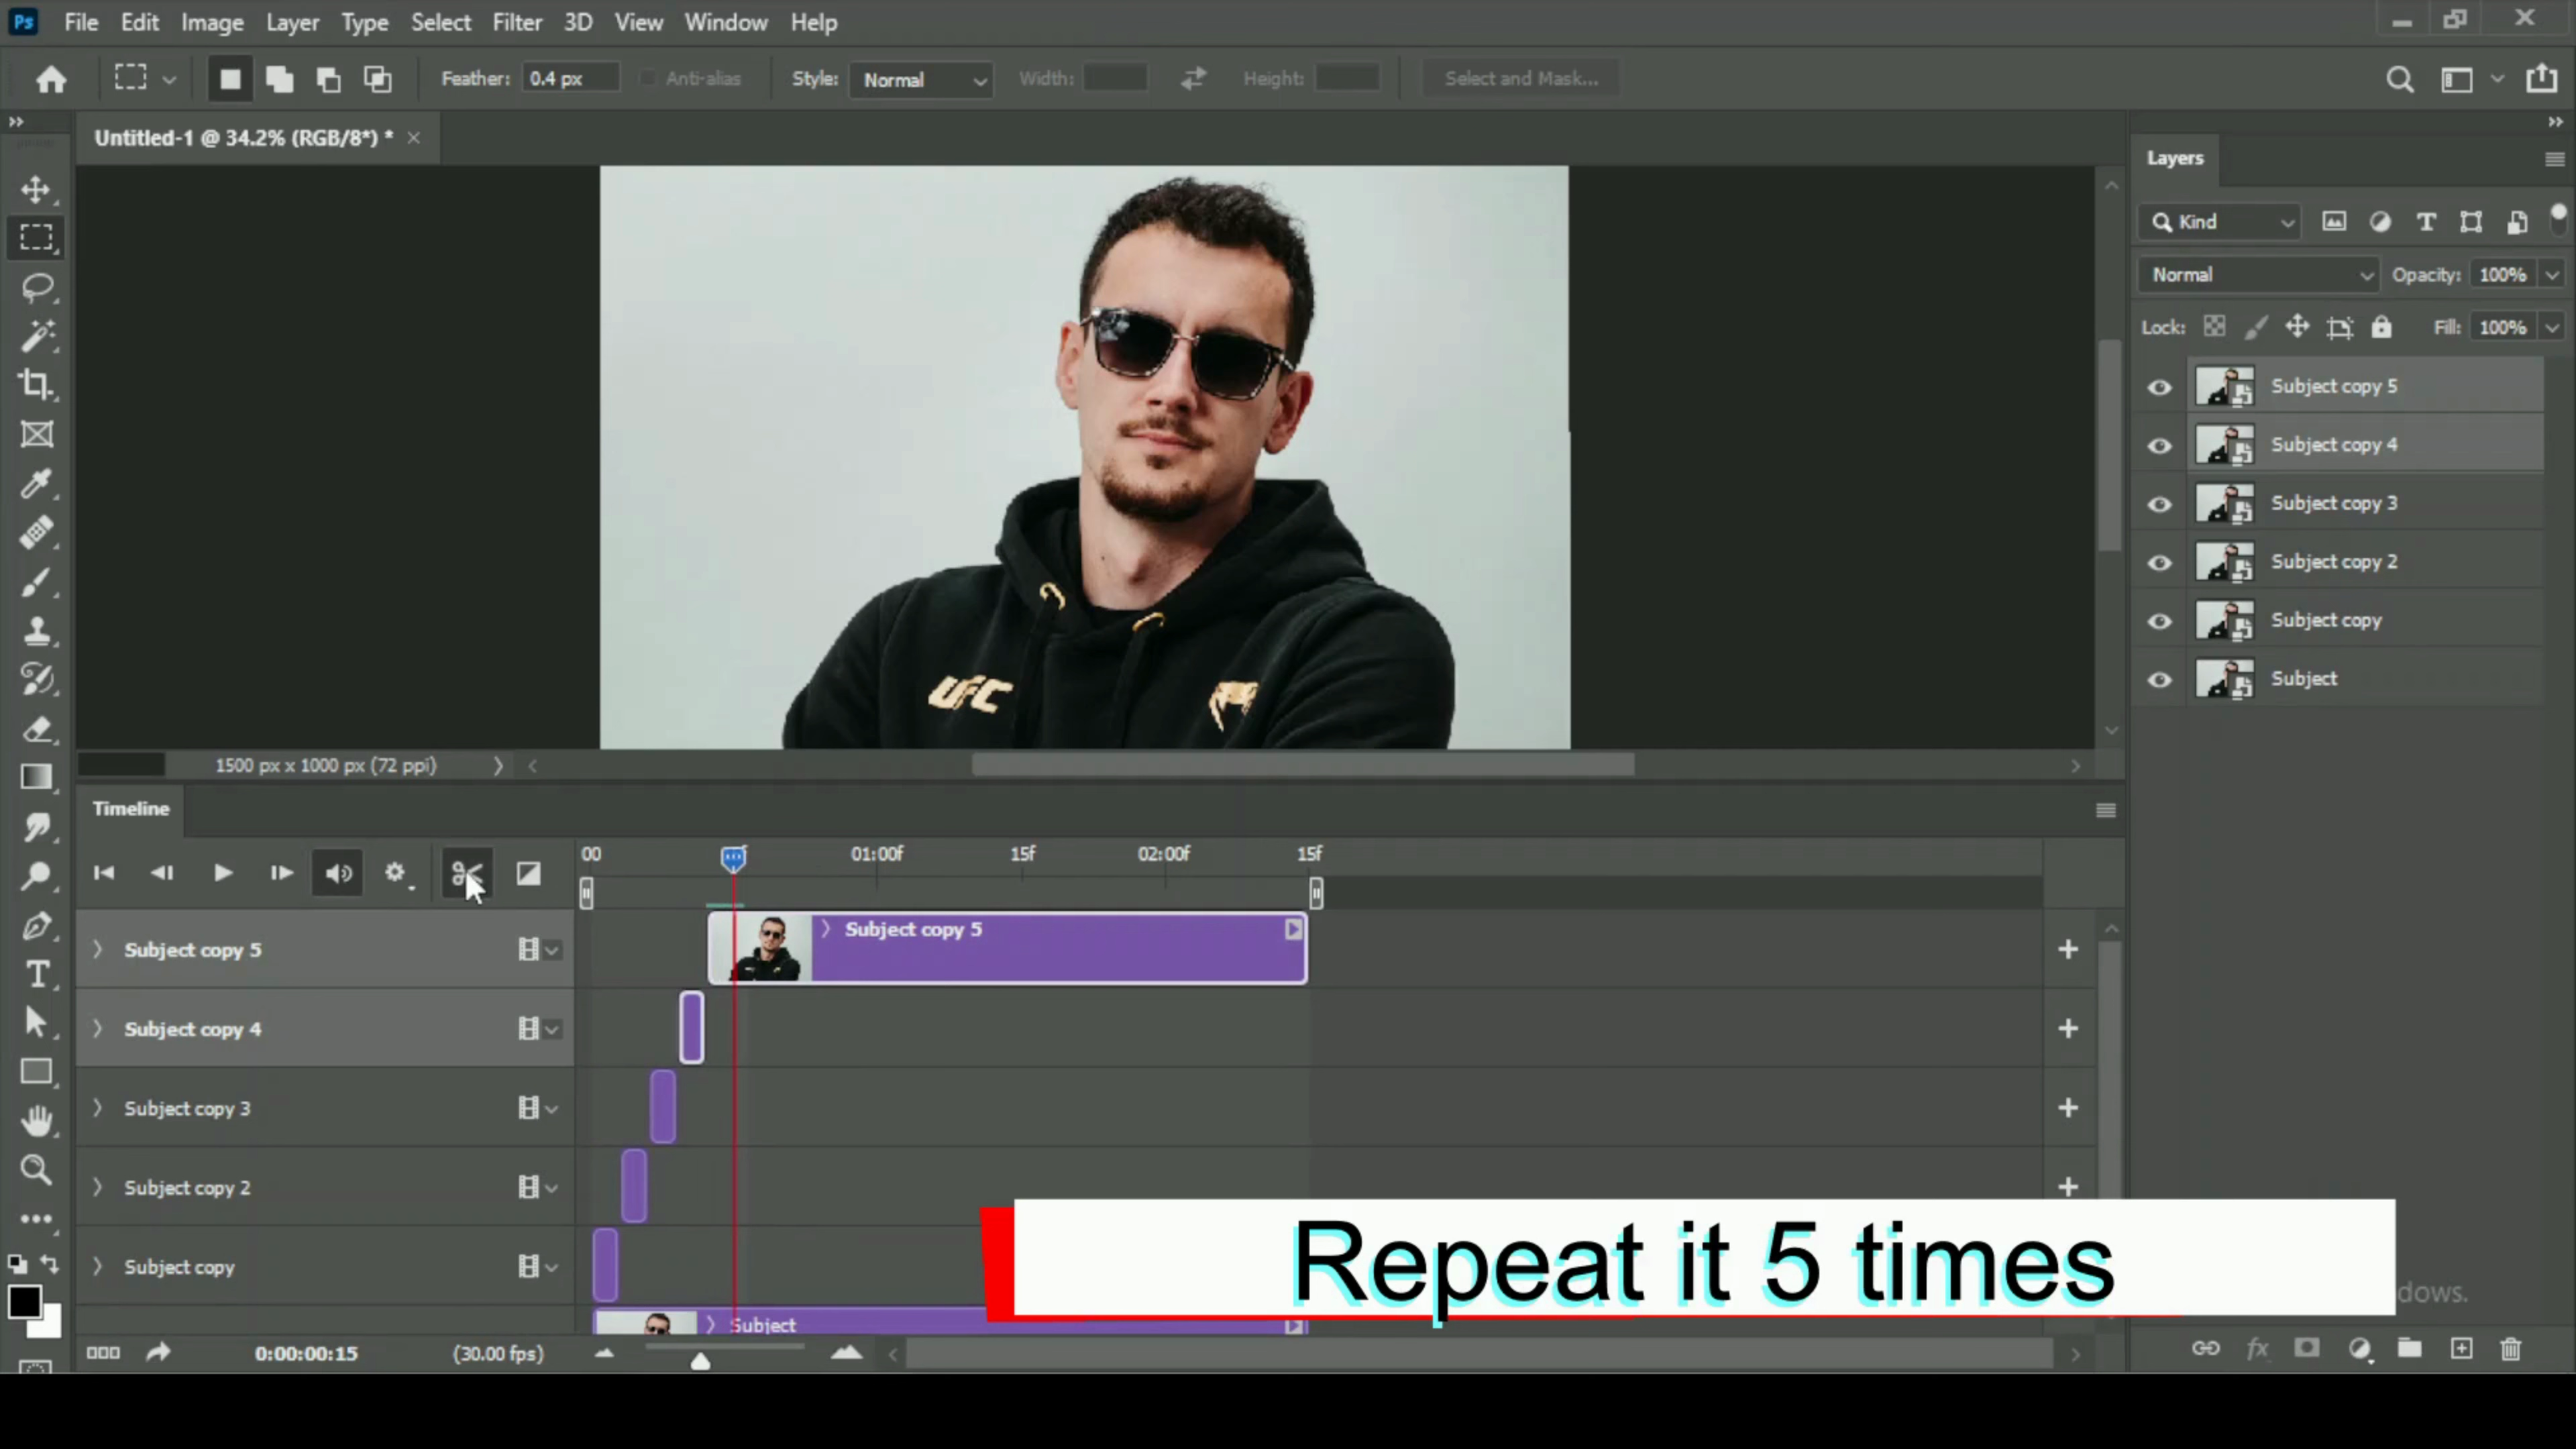 Ps File Edit Image Layer Type Select Filter 3D View Window Help
Feather: 0.4 px Anti-alias Style: Normal Width: Height: Select and Mask...
Untitled-1 @ 34.2% (RGB/8*) *
Layers
Kind
Normal Opacity: 100%
Lock: Fill: 100%
Subject copy 5
Subject copy 4
Subject copy 3
Subject copy 2
Subject copy
Subject
UFC
1500 px x 1000 px (72 ppi)
Timeline
00 01:00f 15f 02:00f 15f
Subject copy 5
Subject copy 5
Subject copy 4
Subject copy 3
Subject copy 2
Subject copy
Subject
Repeat it 5 times
dows.
0:00:00:15 (30.00 fps)
fx